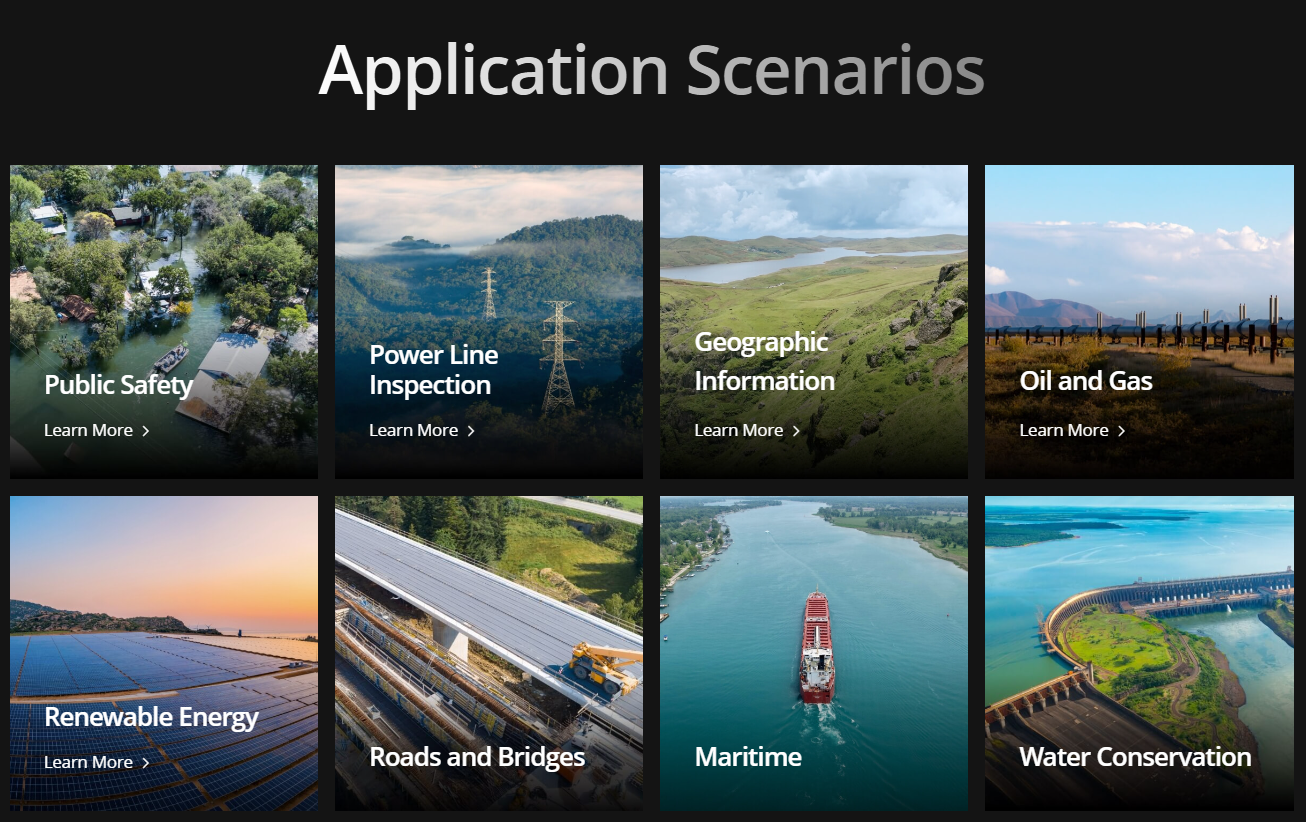 Application Scenarios
Public Safety
Learn More
Power Line
Inspection
Learn More
Geographic
Information
Learn More
Oil and Gas
Learn More
Renewable Energy
Learn More
Roads and Bridges
Maritime
Water Conservation